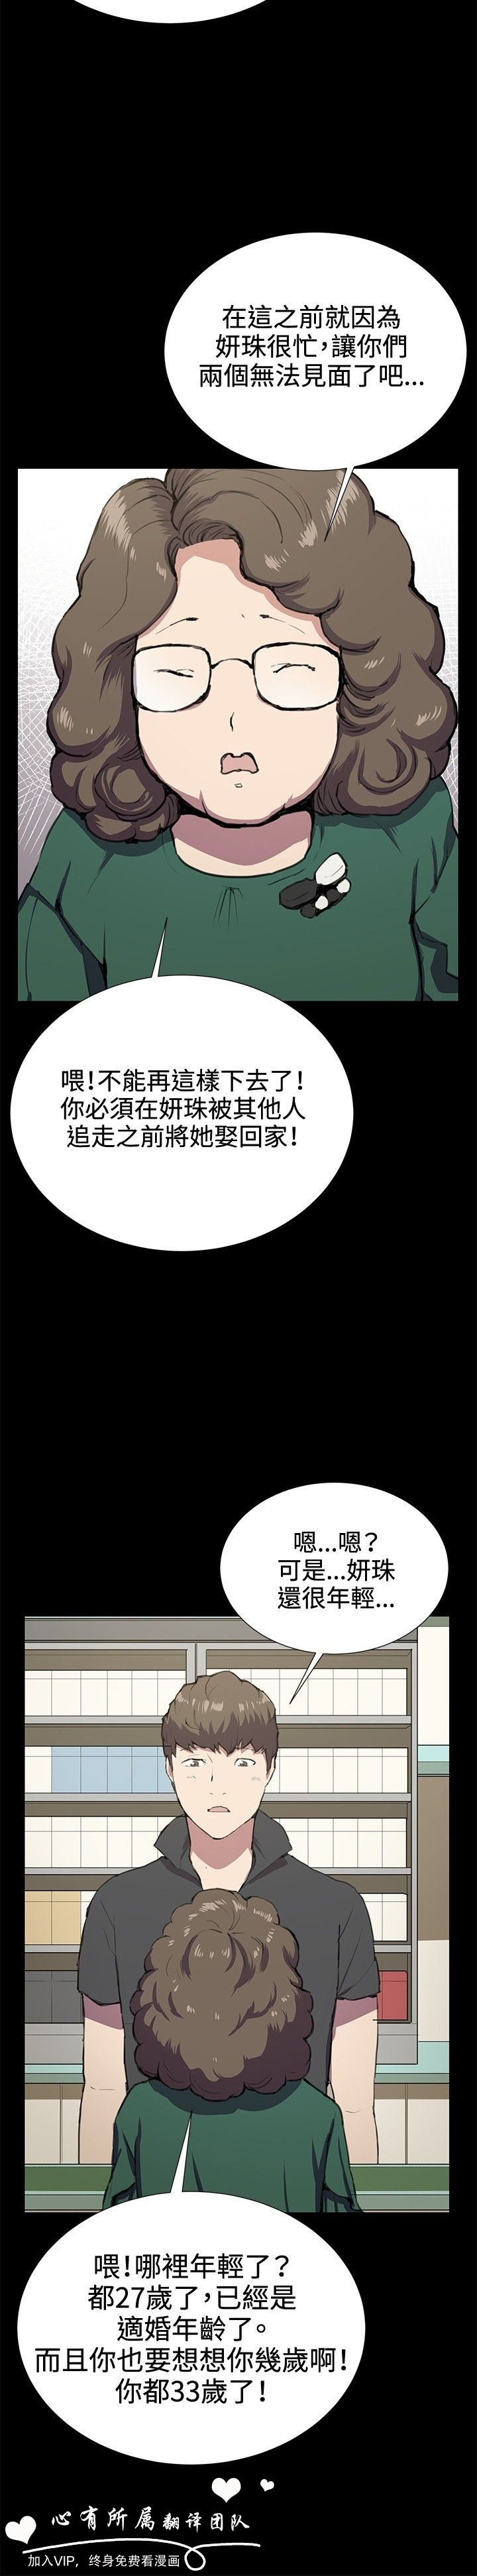 在這之前就因為
妍珠很忙，讓你們
兩個無法見面了吧...
喂！不能再這樣下去了！
你必須在妍珠被其他人
追走之前將她娶回家！
嗯...嗯？
可是...妍珠
還很年輕...
喂！哪裡年輕了？
都27歲了，已經是
適婚年齡了。
而且你也要想想你幾歲啊！
你都33歲了！
心有所属翻译团队
加入VIP，终身免费看漫画